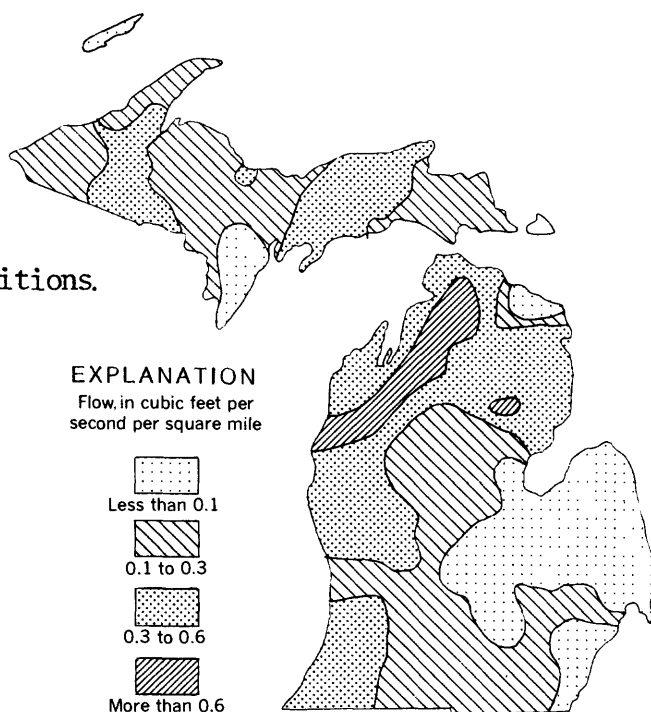 itions.
EXPLANATION
Flow, in cubic feet per
second per square mile
Less than 0.1
0.1 to 0.3
0.3 to 0.6
More than 0.6